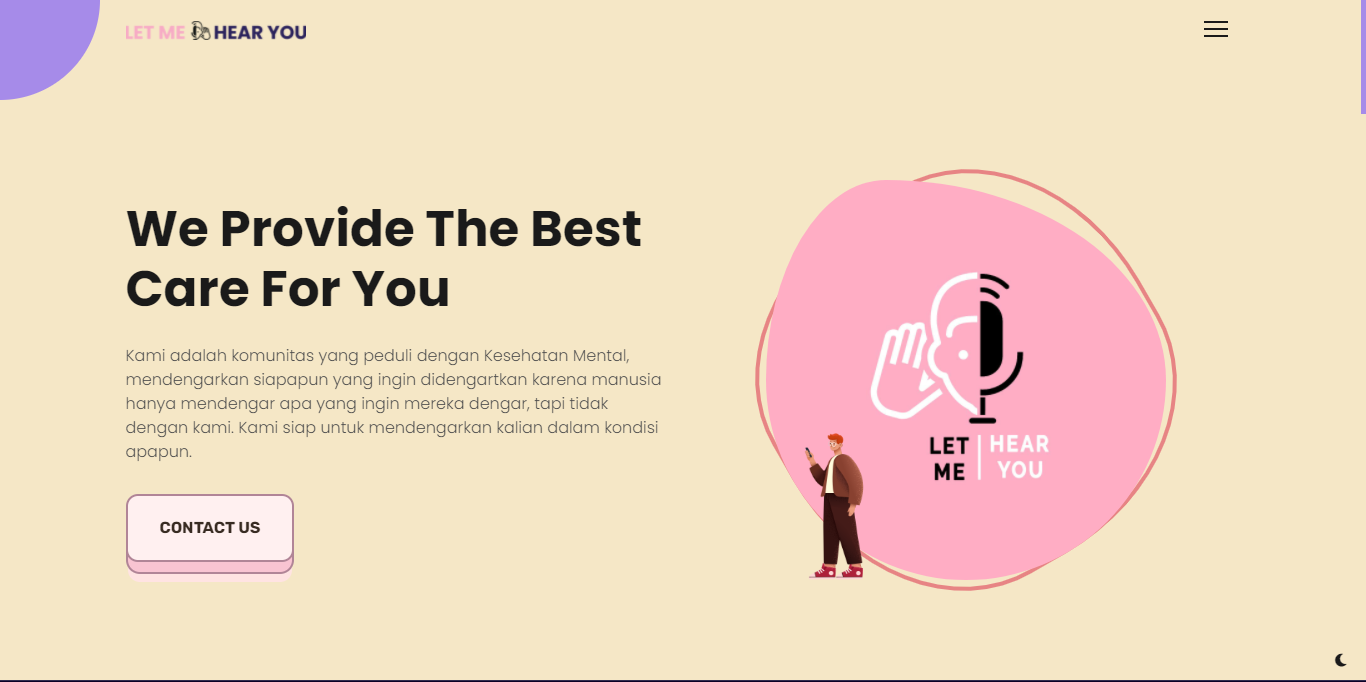 LET ME HEAR YOU
We Provide The Best
Care For You
Kami adalah komunitas yang peduli dengan Kesehatan Mental,
mendengarkan siapapun yang ingin didengartkan karena manusia
hanya mendengar apa yang ingin mereka dengar, tapi tidak
dengan kami. Kami siap untuk mendengarkan kalian dalam kondisi
apapun.
CONTACT US
LET HEAR
ME YOU